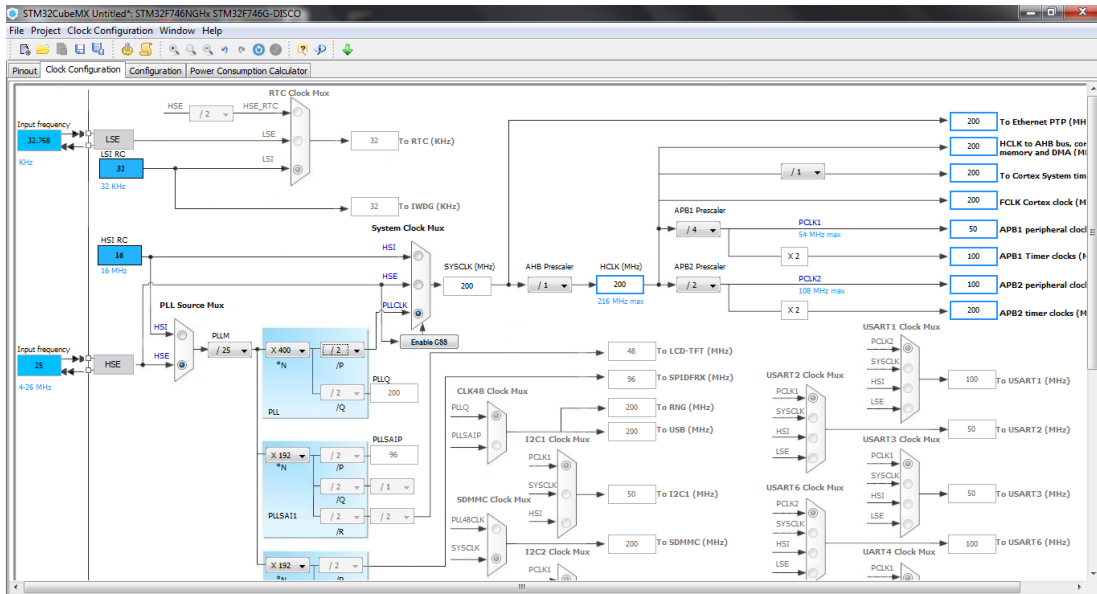 STM32CubeMX Untitled*: STM32F746NGHx STM32F746G-DISCO
File Project Clock Configuration Window Help
Pinout Clock Configuration Configuration Power Consumption Calculator
RTC Clock Mux
HSE / 2 HSE_RTC
Input frequency
32.768
KHz
LSE
LSE
32 To RTC (KHz)
LSI RC
32
32 KHz
LSI
32 To IWDG (KHz)
200 To Ethernet PTP (MH
200 HCLK to AHB bus, cor
memory and DMA (M
/ 1 200 To Cortex System tim
200 FCLK Cortex clock (M
System Clock Mux
HSI RC
16
16 MHz
HSI
HSE
PLLCLK
Enable CSS
SYSCLK (MHz)
200
AHB Prescaler
/ 1
HCLK (MHz)
200
216 MHz max
APB1 Prescaler
/ 4
PCLK1
54 MHz max
50 APB1 peripheral cloc
X 2 100 APB1 Timer clocks (M
APB2 Prescaler
/ 2
PCLK2
108 MHz max
100 APB2 peripheral cloc
X 2 200 APB2 timer clocks (M
PLL Source Mux
HSI
HSE
Input frequency
25
4-26 MHz
HSE
PLLM
/ 25
X 400
*N
/ 2
/P
/ 2
/Q
PLL
PLLQ
200
X 192
*N
/ 2
/P
PLLSAIP
96
/ 2
/Q
/ 1
/ 2
/R
/ 2
PLLSAI1
X 192
*N
/ 2
/P
48 To LCD-TFT (MHz)
96 To SPIDFRX (MHz)
CLK48 Clock Mux
PLLQ
PLLSAIP
200 To RNG (MHz)
200 To USB (MHz)
I2C1 Clock Mux
PCLK1
SYSCLK
HSI
50 To I2C1 (MHz)
SDMMC Clock Mux
PLL48CLK
SYSCLK
200 To SDMMC (MHz)
I2C2 Clock Mux
PCLK1
USART1 Clock Mux
PCLK2
SYSCLK
HSI
LSE
100 To USART1 (MHz)
USART2 Clock Mux
PCLK1
SYSCLK
HSI
LSE
50 To USART2 (MHz)
USART3 Clock Mux
PCLK1
SYSCLK
HSI
LSE
50 To USART3 (MHz)
USART6 Clock Mux
PCLK2
SYSCLK
HSI
LSE
100 To USART6 (MHz)
UART4 Clock Mux
PCLK1